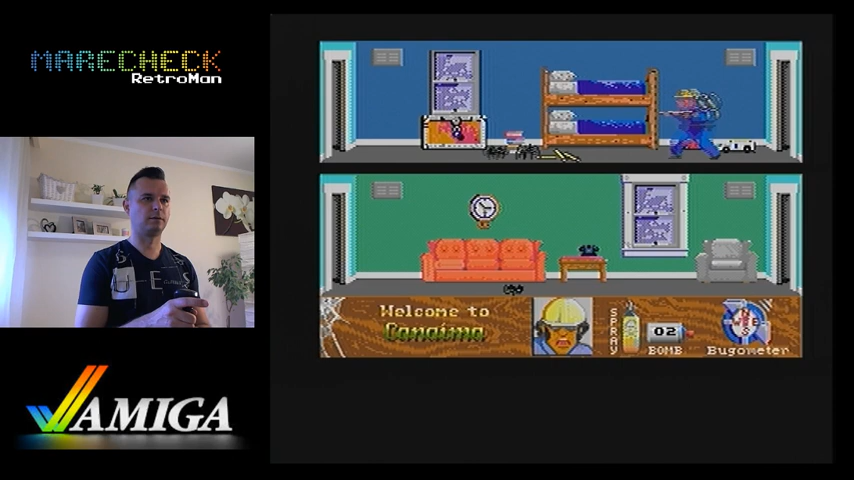 MARECHECK
RetroMan
AMIGA
Welcome to
Canaima
SPRAY
02
BOMB
N
W E
S
Bugometer